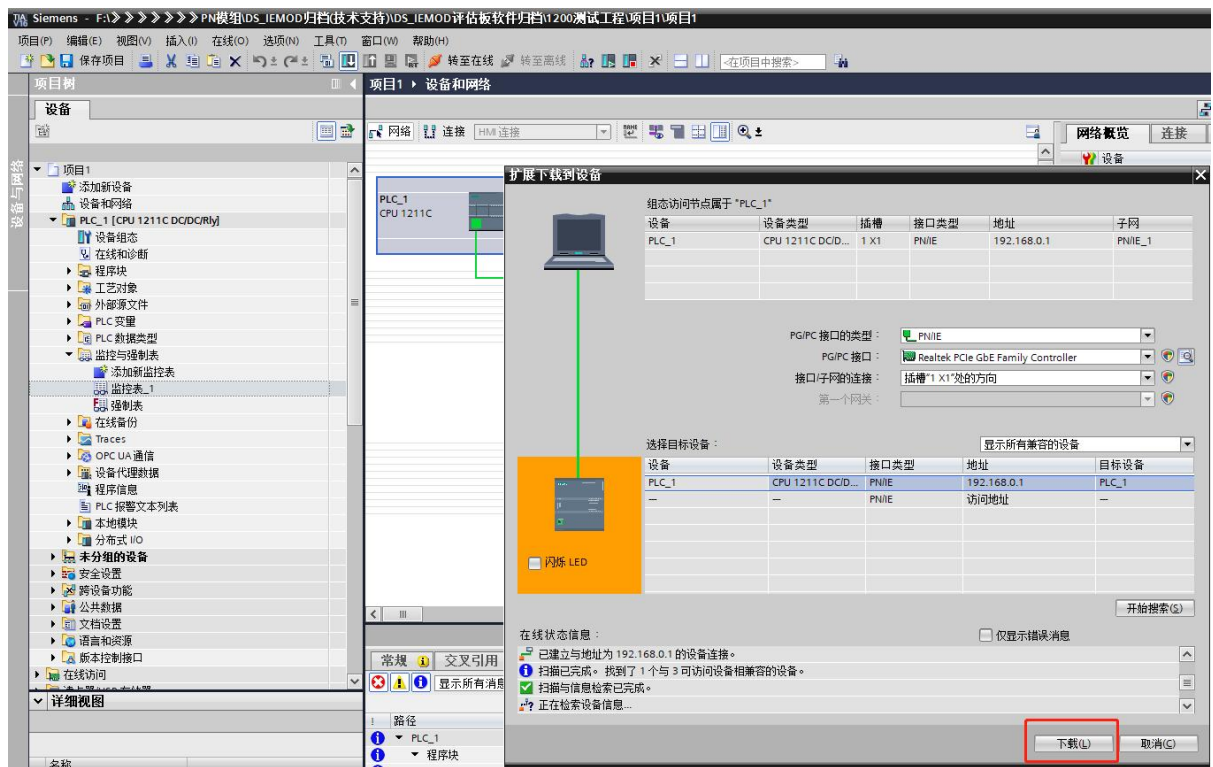 Siemens - F:\》》》》》》》PN模组\DS_IEMOD归档(技术支持)\DS_IEMOD评估板软件归档\1200测试工程\项目1\项目1
项目(P) 编辑(E) 视图(V) 插入(I) 在线(O) 选项(N) 工具(T) 窗口(W) 帮助(H)
保存项目 转至在线 转至离线 <在项目中搜索>
项目树
项目1 ▸ 设备和网络
设备
网络 连接 HMI 连接
网络概览 连接
设备
设备与网络
项目1
添加新设备
设备和网络
PLC_1 [CPU 1211C DC/DC/Rly]
设备组态
在线和诊断
程序块
工艺对象
外部源文件
PLC 变量
PLC 数据类型
监控与强制表
添加新监控表
监控表_1
强制表
在线备份
Traces
OPC UA 通信
设备代理数据
程序信息
PLC 报警文本列表
本地模块
分布式 I/O
未分组的设备
安全设置
跨设备功能
公共数据
文档设置
语言和资源
版本控制接口
在线访问
详细视图
名称
PLC_1
CPU 1211C
扩展下载到设备
组态访问节点属于 "PLC_1"
设备 设备类型 插槽 接口类型 地址 子网
PLC_1 CPU 1211C DC/D... 1 X1 PN/IE 192.168.0.1 PN/IE_1
PG/PC 接口的类型： PN/IE
PG/PC 接口： Realtek PCIe GbE Family Controller
接口/子网的连接： 插槽"1 X1"处的方向
第一个网关：
选择目标设备： 显示所有兼容的设备
设备 设备类型 接口类型 地址 目标设备
PLC_1 CPU 1211C DC/D... PN/IE 192.168.0.1 PLC_1
— — PN/IE 访问地址 —
闪烁 LED
开始搜索(S)
在线状态信息： 仅显示错误消息
已建立与地址为 192.168.0.1 的设备连接。
扫描已完成。找到了 1 个与 3 可访问设备相兼容的设备。
扫描与信息检索已完成。
正在检索设备信息...
下载(L) 取消(C)
常规 交叉引用
显示所有消息
! 路径
PLC_1
程序块